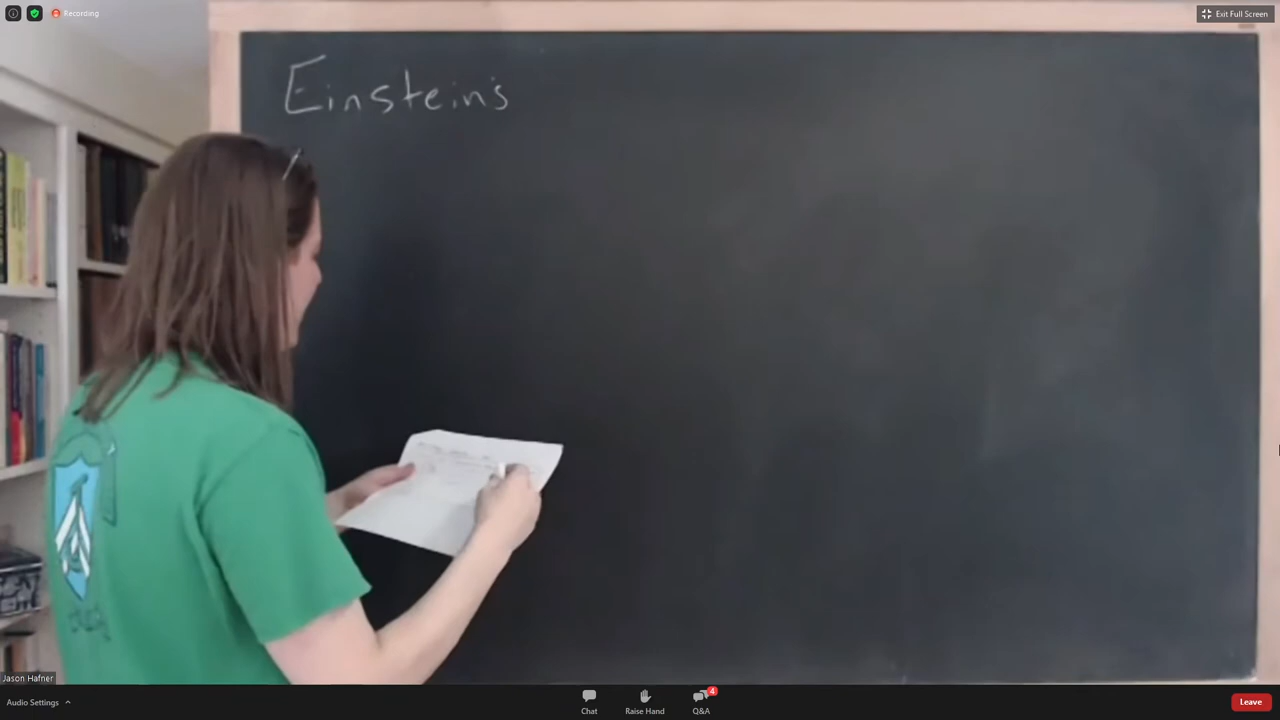 Recording
Exit Full Screen
Einstein's
Jason Hafner
Audio Settings
Chat
Raise Hand
4
Q&A
Leave